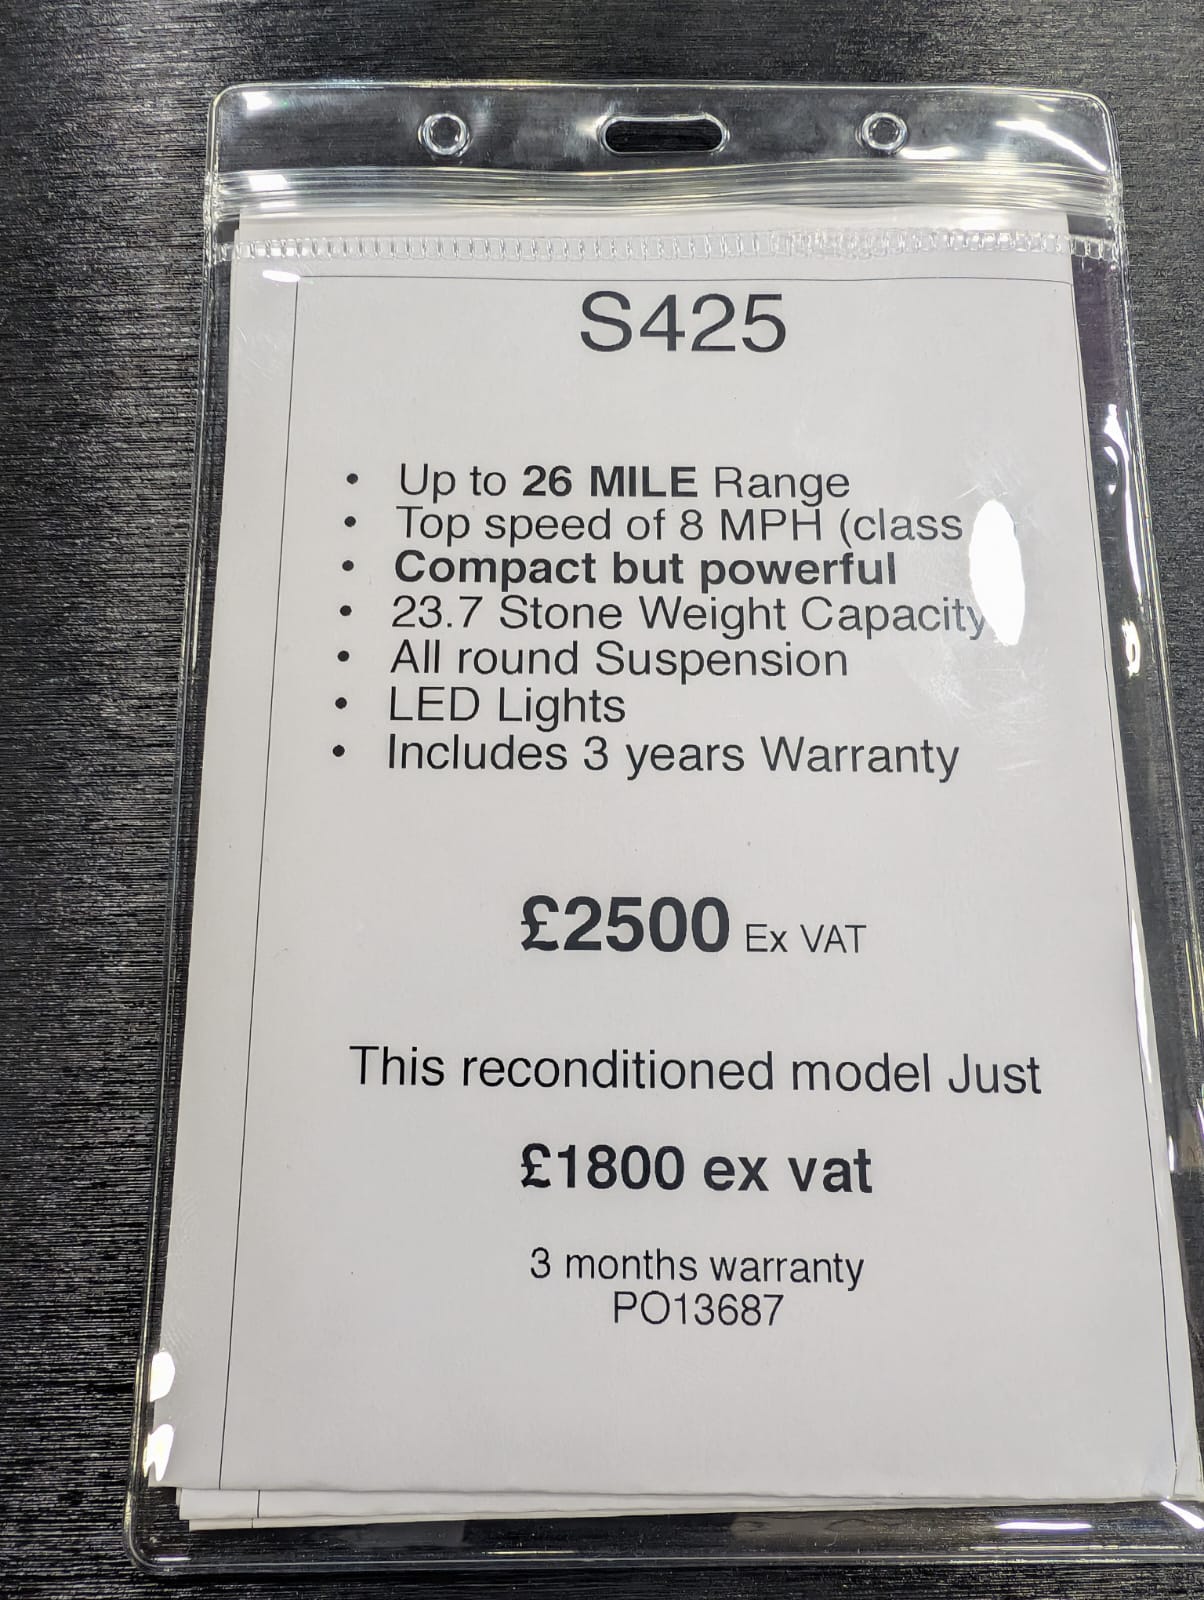 S425
• Up to 26 MILE Range
• Top speed of 8 MPH (class
• Compact but powerful
• 23.7 Stone Weight Capacity
• All round Suspension
• LED Lights
• Includes 3 years Warranty
£2500 Ex VAT
This reconditioned model Just
£1800 ex vat
3 months warranty
PO13687